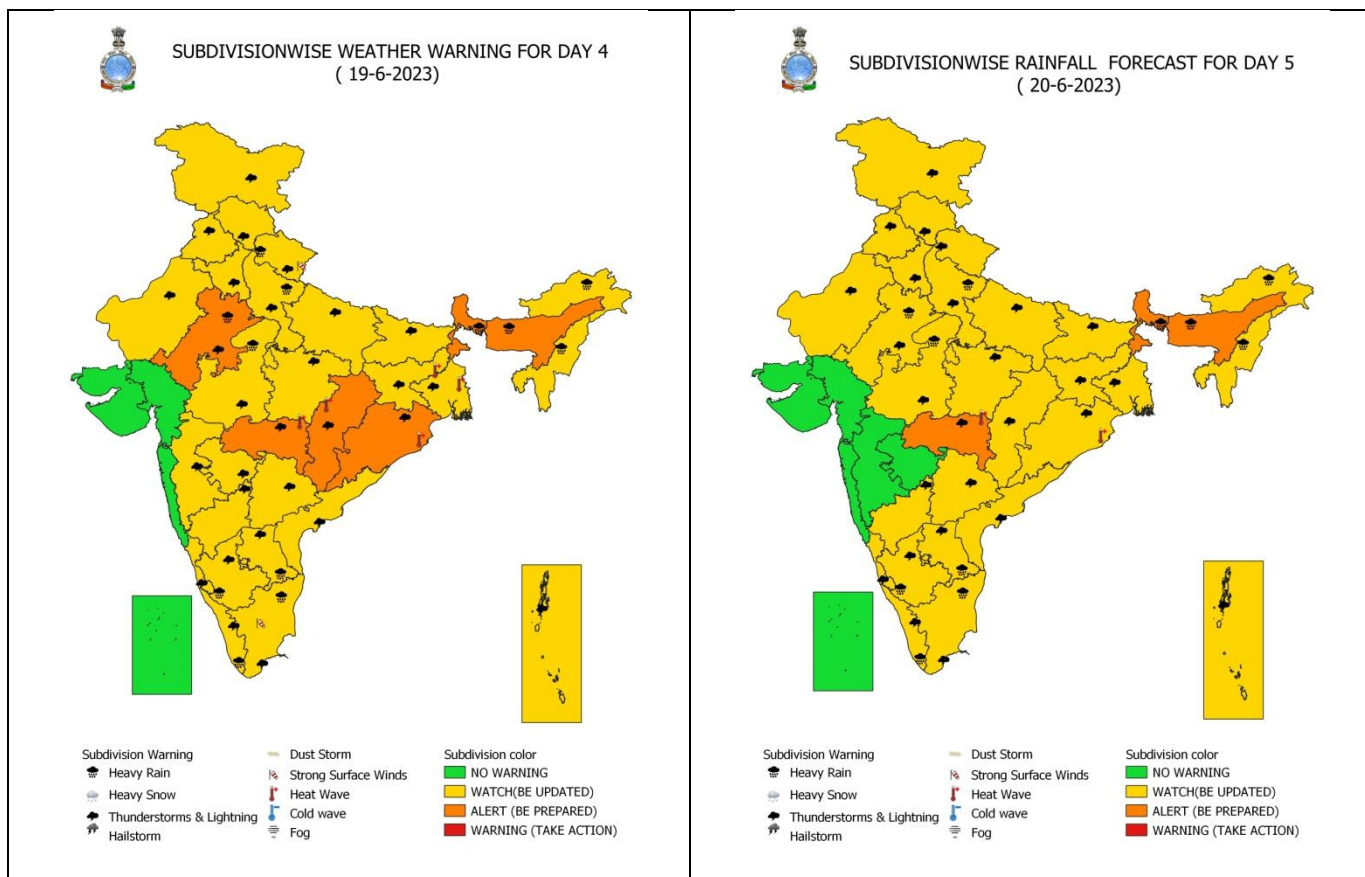 SUBDIVISIONWISE WEATHER WARNING FOR DAY 4
( 19-6-2023)
Subdivision Warning
Heavy Rain
Heavy Snow
Thunderstorms & Lightning
Hailstorm
Dust Storm
Strong Surface Winds
Heat Wave
Cold wave
Fog
Subdivision color
NO WARNING
WATCH(BE UPDATED)
ALERT (BE PREPARED)
WARNING (TAKE ACTION)
SUBDIVISIONWISE RAINFALL FORECAST FOR DAY 5
( 20-6-2023)
Subdivision Warning
Heavy Rain
Heavy Snow
Thunderstorms & Lightning
Hailstorm
Dust Storm
Strong Surface Winds
Heat Wave
Cold wave
Fog
Subdivision color
NO WARNING
WATCH(BE UPDATED)
ALERT (BE PREPARED)
WARNING (TAKE ACTION)